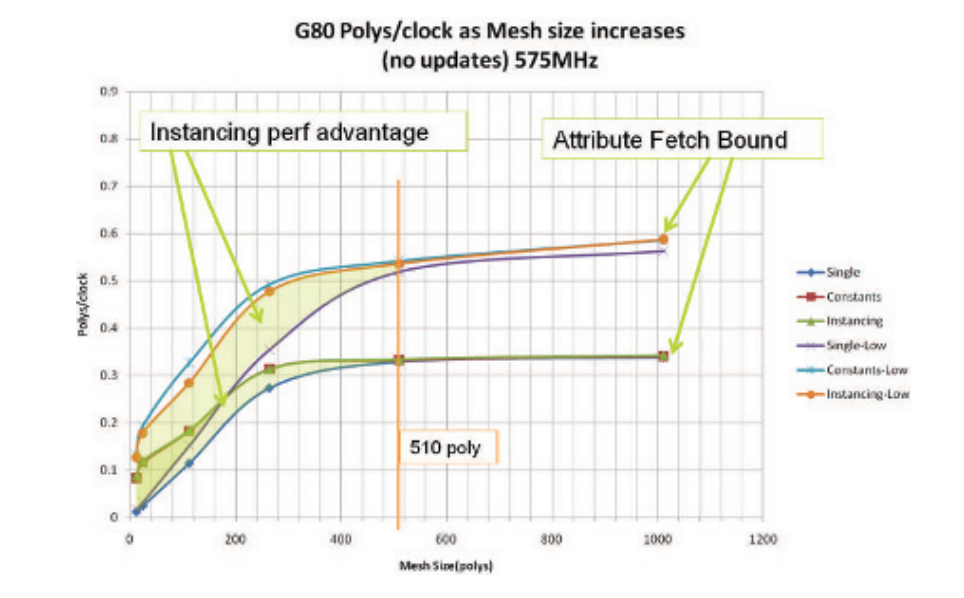 G80 Polys/clock as Mesh size increases
(no updates) 575MHz
0.9
0.8
0.7
0.6
0.5
0.4
0.3
0.2
0.1
0
Polys/clock
Instancing perf advantage
Attribute Fetch Bound
510 poly
0 200 400 600 800 1000 1200
Mesh Size(polys)
Single
Constants
Instancing
Single-Low
Constants-Low
Instancing-Low